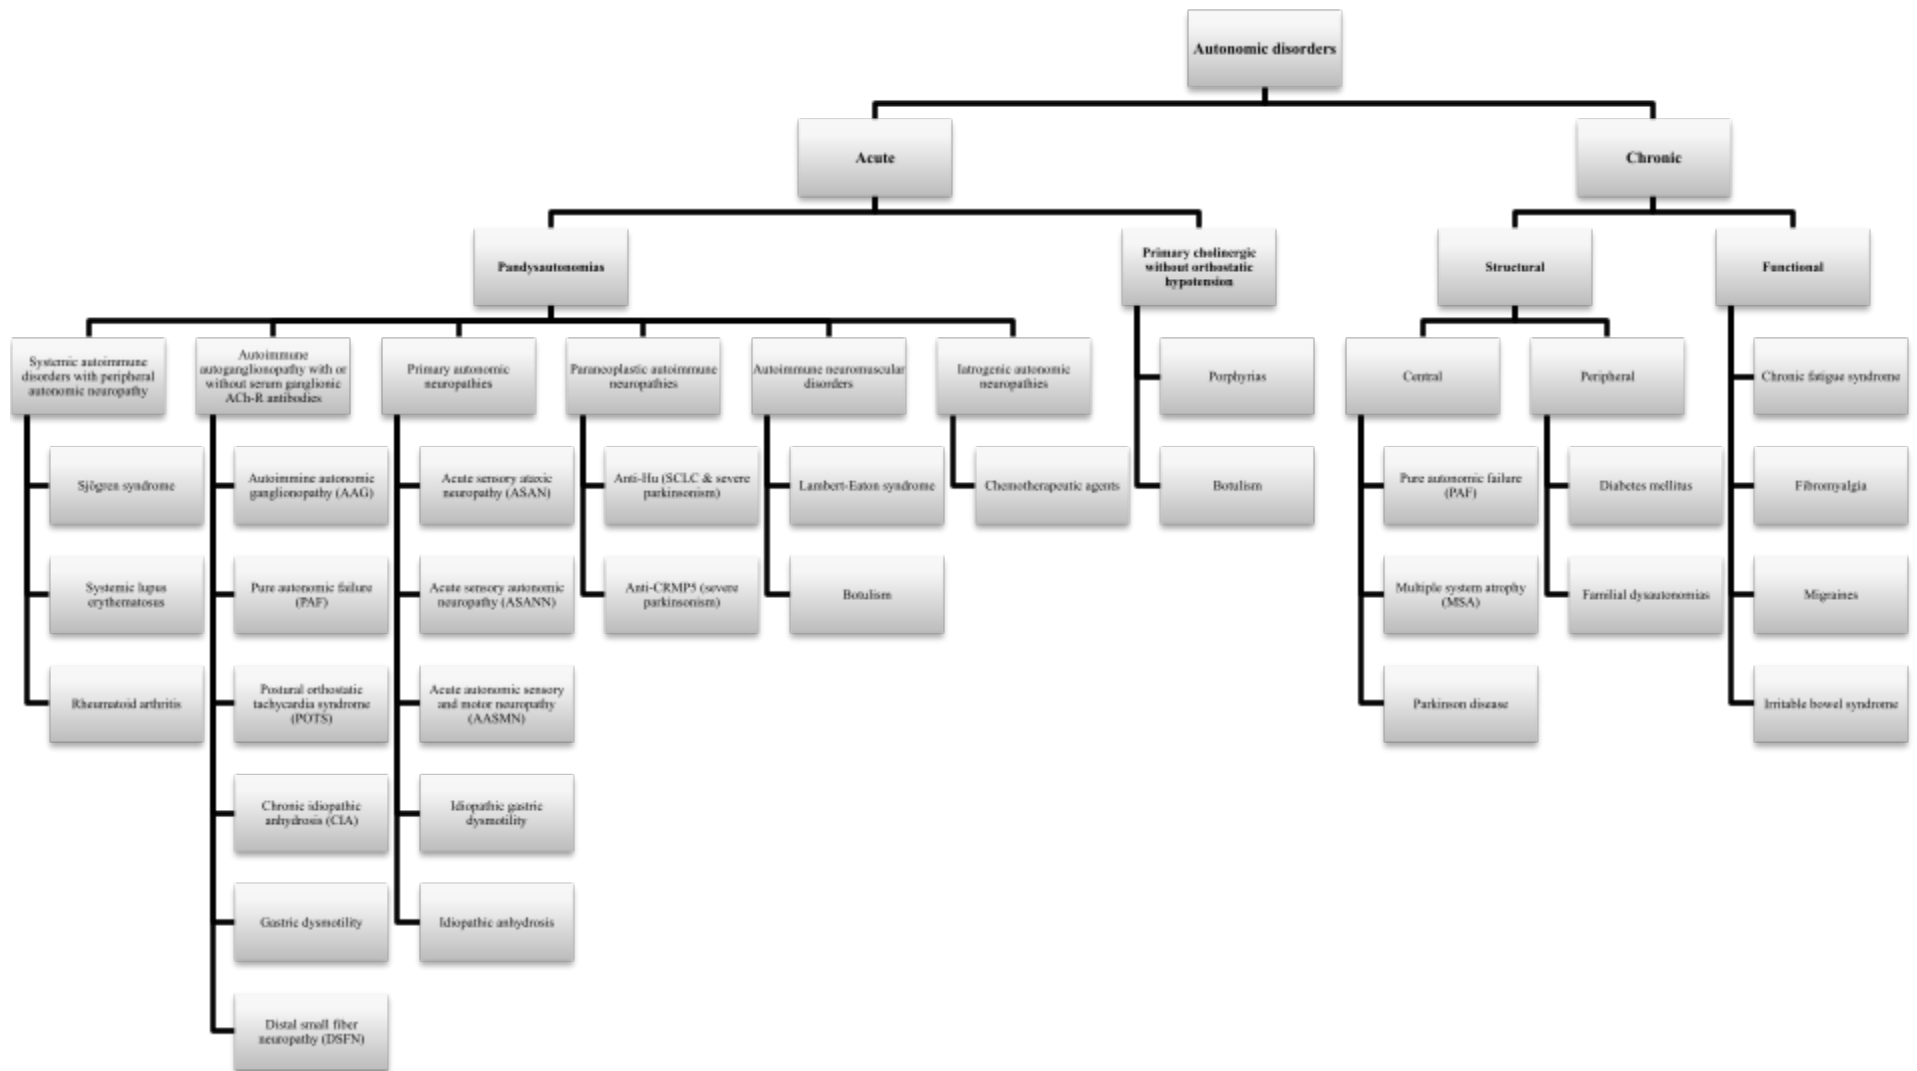 Autonomic disorders
Acute
Chronic
Pandysautonomias
Primary cholinergic
without orthostatic
hypotension
Structural
Functional
Systemic autoimmune
disorders with peripheral
autonomic neuropathy
Autoimmune
autoganglionopathy with or
without serum ganglionic
ACh-R antibodies
Primary autonomic
neuropathies
Paraneoplastic autoimmune
neuropathies
Autoimmune neuromuscular
disorders
Iatrogenic autonomic
neuropathies
Porphyrias
Central
Peripheral
Chronic fatigue syndrome
Sjögren syndrome
Autoimmine autonomic
ganglionopathy (AAG)
Acute sensory ataxic
neuropathy (ASAN)
Anti-Hu (SCLC & severe
parkinsonism)
Lambert-Eaton syndrome
Chemotherapeutic agents
Botulism
Pure autonomic failure
(PAF)
Diabetes mellitus
Fibromyalgia
Systemic lupus
erythematosus
Pure autonomic failure
(PAF)
Acute sensory autonomic
neuropathy (ASANN)
Anti-CRMP5 (severe
parkinsonism)
Botulism
Multiple system atrophy
(MSA)
Familial dysautonomias
Migraines
Rheumatoid arthritis
Postural orthostatic
tachycardia syndrome
(POTS)
Acute autonomic sensory
and motor neuropathy
(AASMN)
Parkinson disease
Irritable bowel syndrome
Chronic idiopathic
anhydrosis (CIA)
Idiopathic gastric
dysmotility
Gastric dysmotility
Idiopathic anhydrosis
Distal small fiber
neuropathy (DSFN)